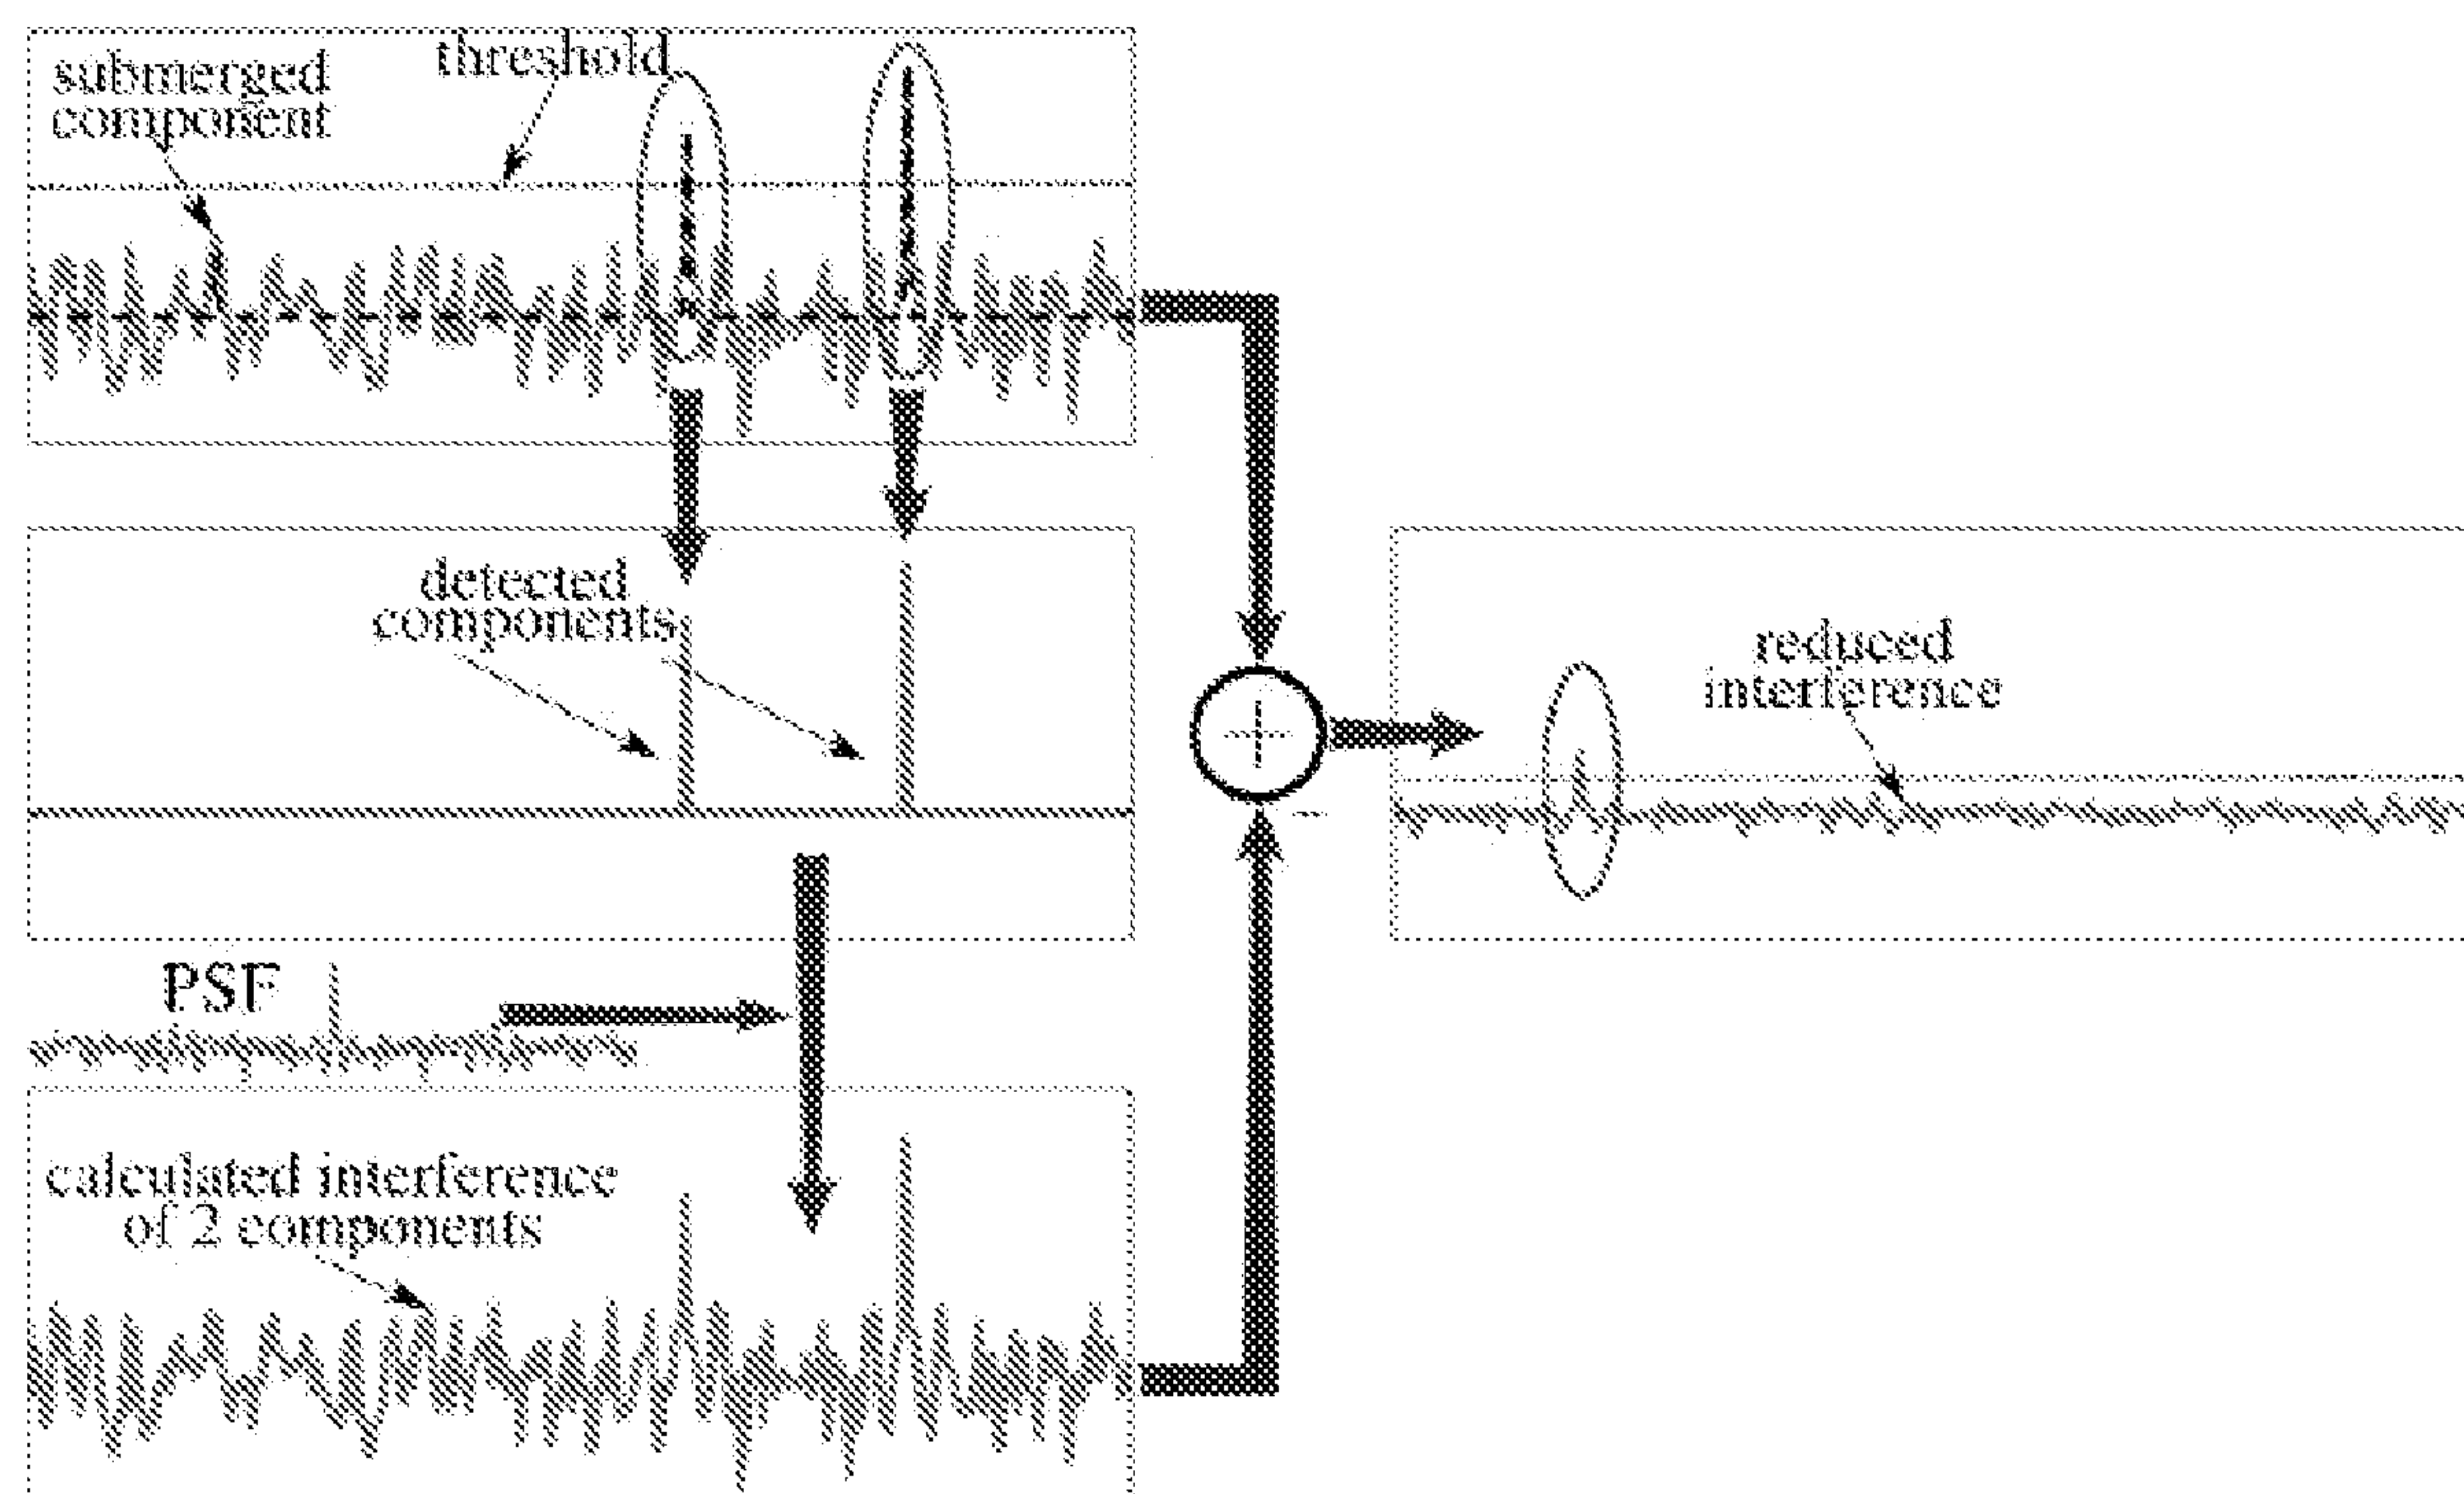 submerged
component
threshold
detected
components
reduced
interference
PSF
calculated interference
of 2 components